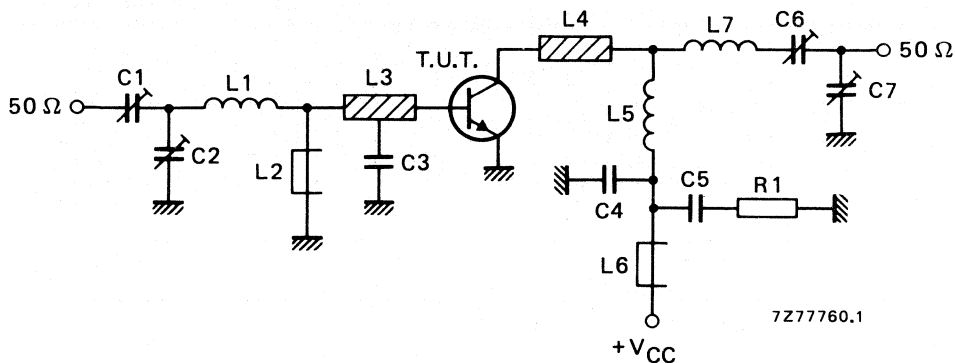 L4
L7
C6
50 Ω
T.U.T.
C1
L1
L3
50 Ω
C7
L5
C2
C3
L2
C5
R1
C4
L6
7Z77760.1
+VCC